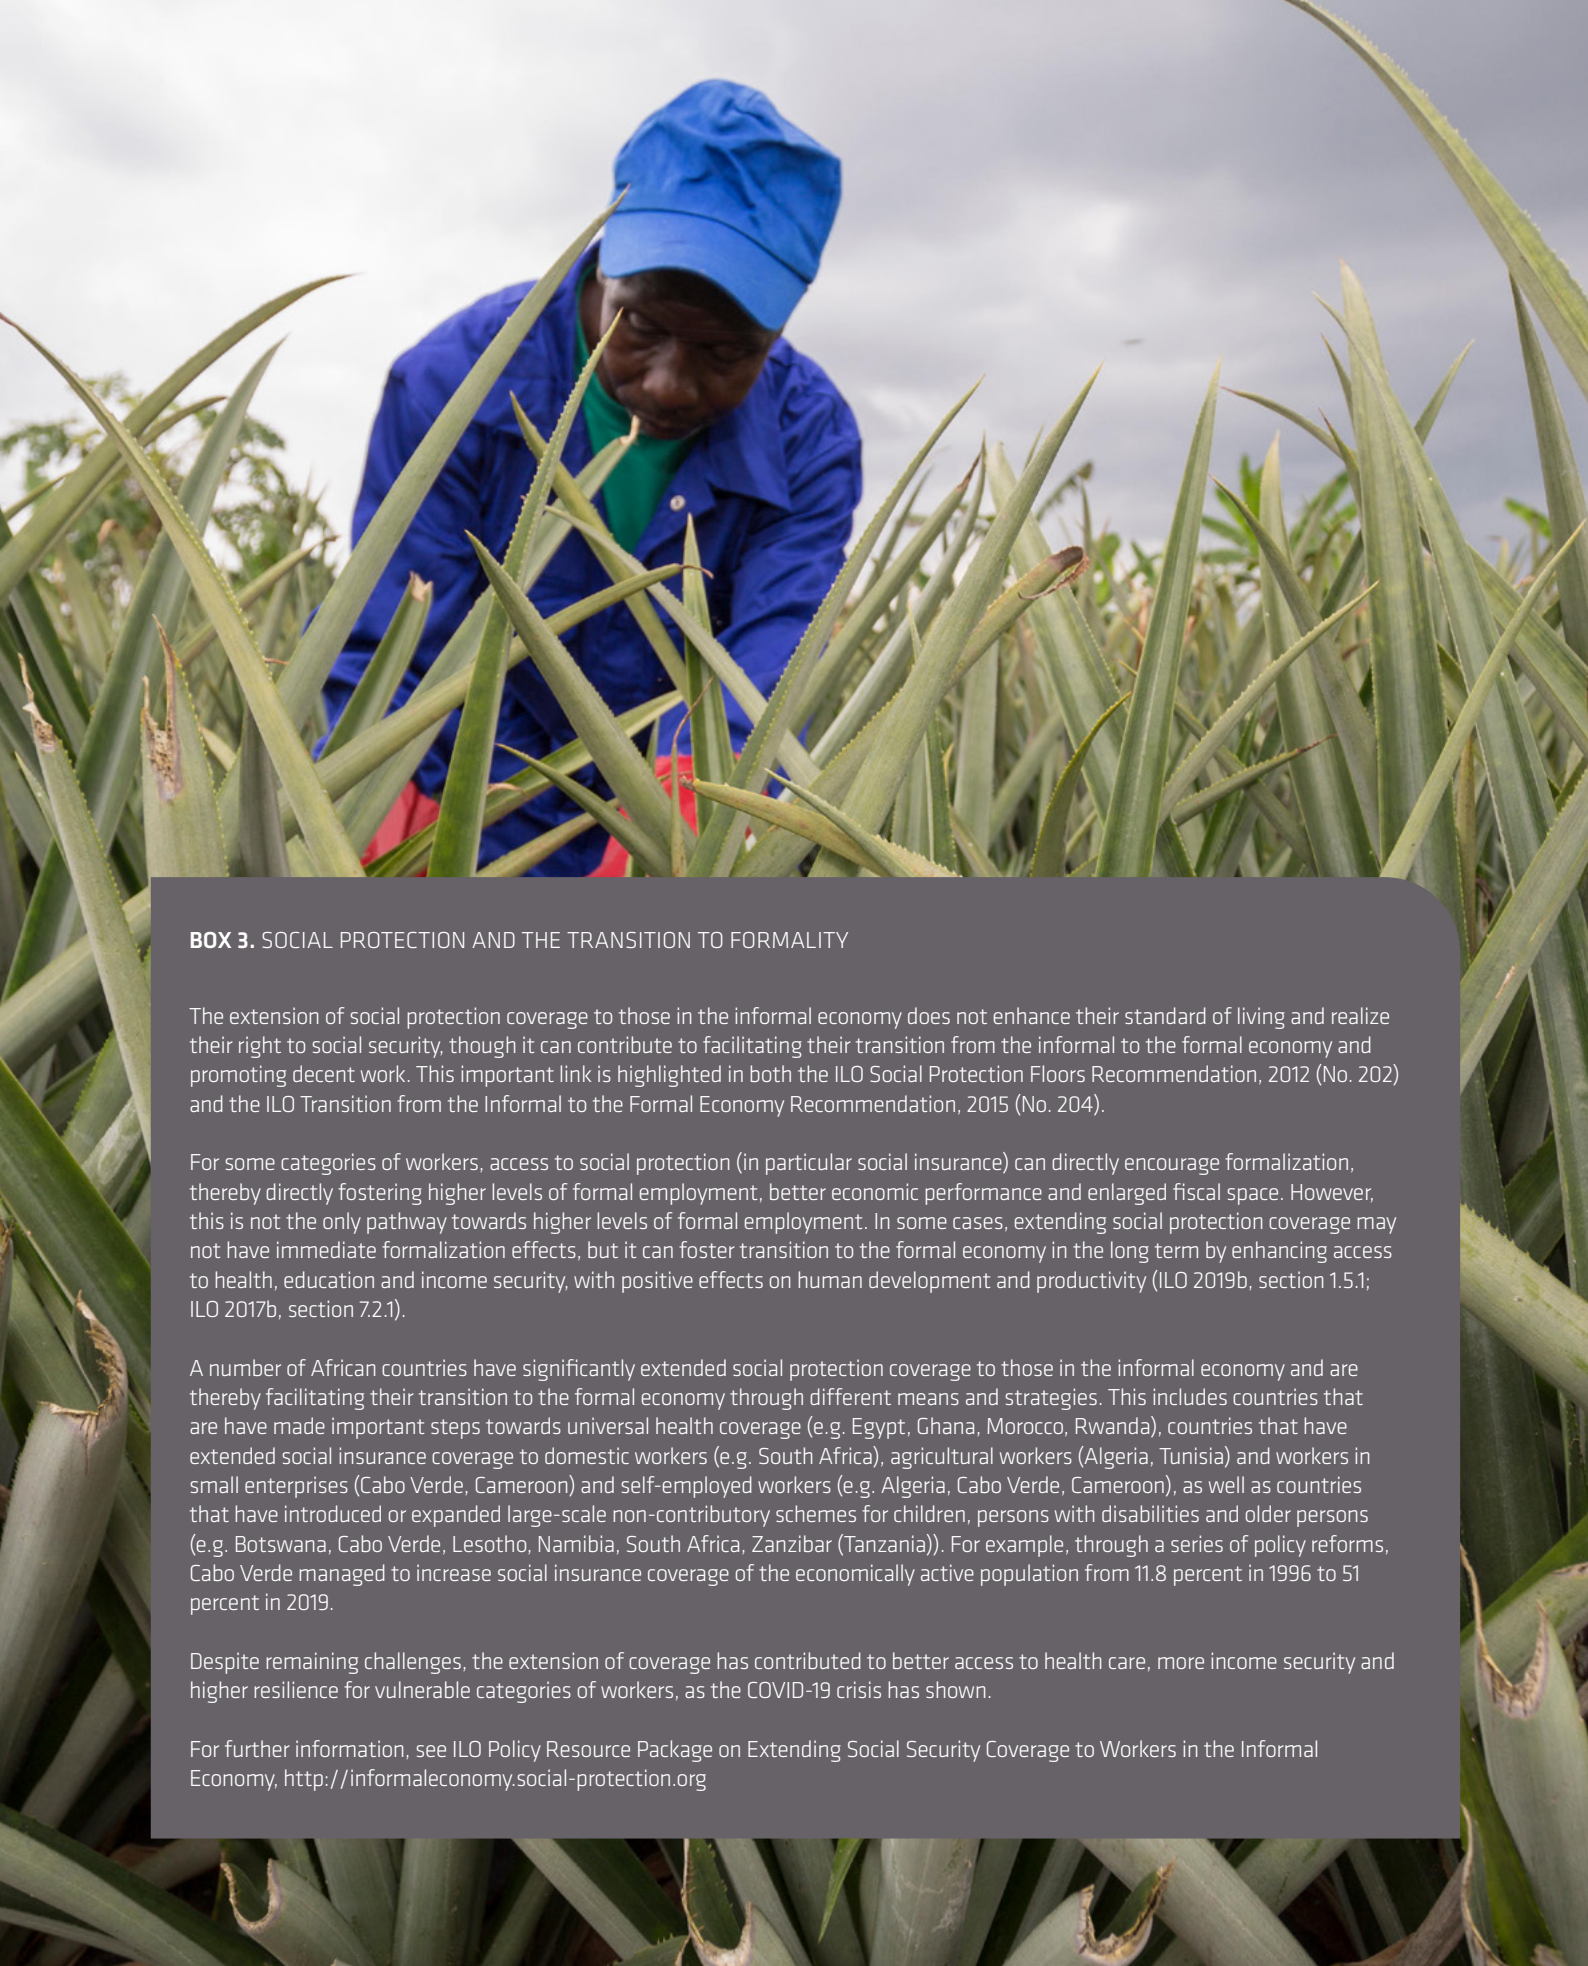 BOX 3. SOCIAL PROTECTION AND THE TRANSITION TO FORMALITY
The extension of social protection coverage to those in the informal economy does not enhance their standard of living and realize
their right to social security, though it can contribute to facilitating their transition from the informal to the formal economy and
promoting decent work. This important link is highlighted in both the ILO Social Protection Floors Recommendation, 2012 (No. 202)
and the ILO Transition from the Informal to the Formal Economy Recommendation, 2015 (No. 204).
For some categories of workers, access to social protection (in particular social insurance) can directly encourage formalization,
thereby directly fostering higher levels of formal employment, better economic performance and enlarged fiscal space. However,
this is not the only pathway towards higher levels of formal employment. In some cases, extending social protection coverage may
not have immediate formalization effects, but it can foster transition to the formal economy in the long term by enhancing access
to health, education and income security, with positive effects on human development and productivity (ILO 2019b, section 1.5.1;
ILO 2017b, section 7.2.1).
A number of African countries have significantly extended social protection coverage to those in the informal economy and are
thereby facilitating their transition to the formal economy through different means and strategies. This includes countries that
are have made important steps towards universal health coverage (e.g. Egypt, Ghana, Morocco, Rwanda), countries that have
extended social insurance coverage to domestic workers (e.g. South Africa), agricultural workers (Algeria, Tunisia) and workers in
small enterprises (Cabo Verde, Cameroon) and self-employed workers (e.g. Algeria, Cabo Verde, Cameroon), as well as countries
that have introduced or expanded large-scale non-contributory schemes for children, persons with disabilities and older persons
(e.g. Botswana, Cabo Verde, Lesotho, Namibia, South Africa, Zanzibar (Tanzania)). For example, through a series of policy reforms,
Cabo Verde managed to increase social insurance coverage of the economically active population from 11.8 percent in 1996 to 51
percent in 2019.
Despite remaining challenges, the extension of coverage has contributed to better access to health care, more income security and
higher resilience for vulnerable categories of workers, as the COVID-19 crisis has shown.
For further information, see ILO Policy Resource Package on Extending Social Security Coverage to Workers in the Informal
Economy, http://informaleconomy.social-protection.org